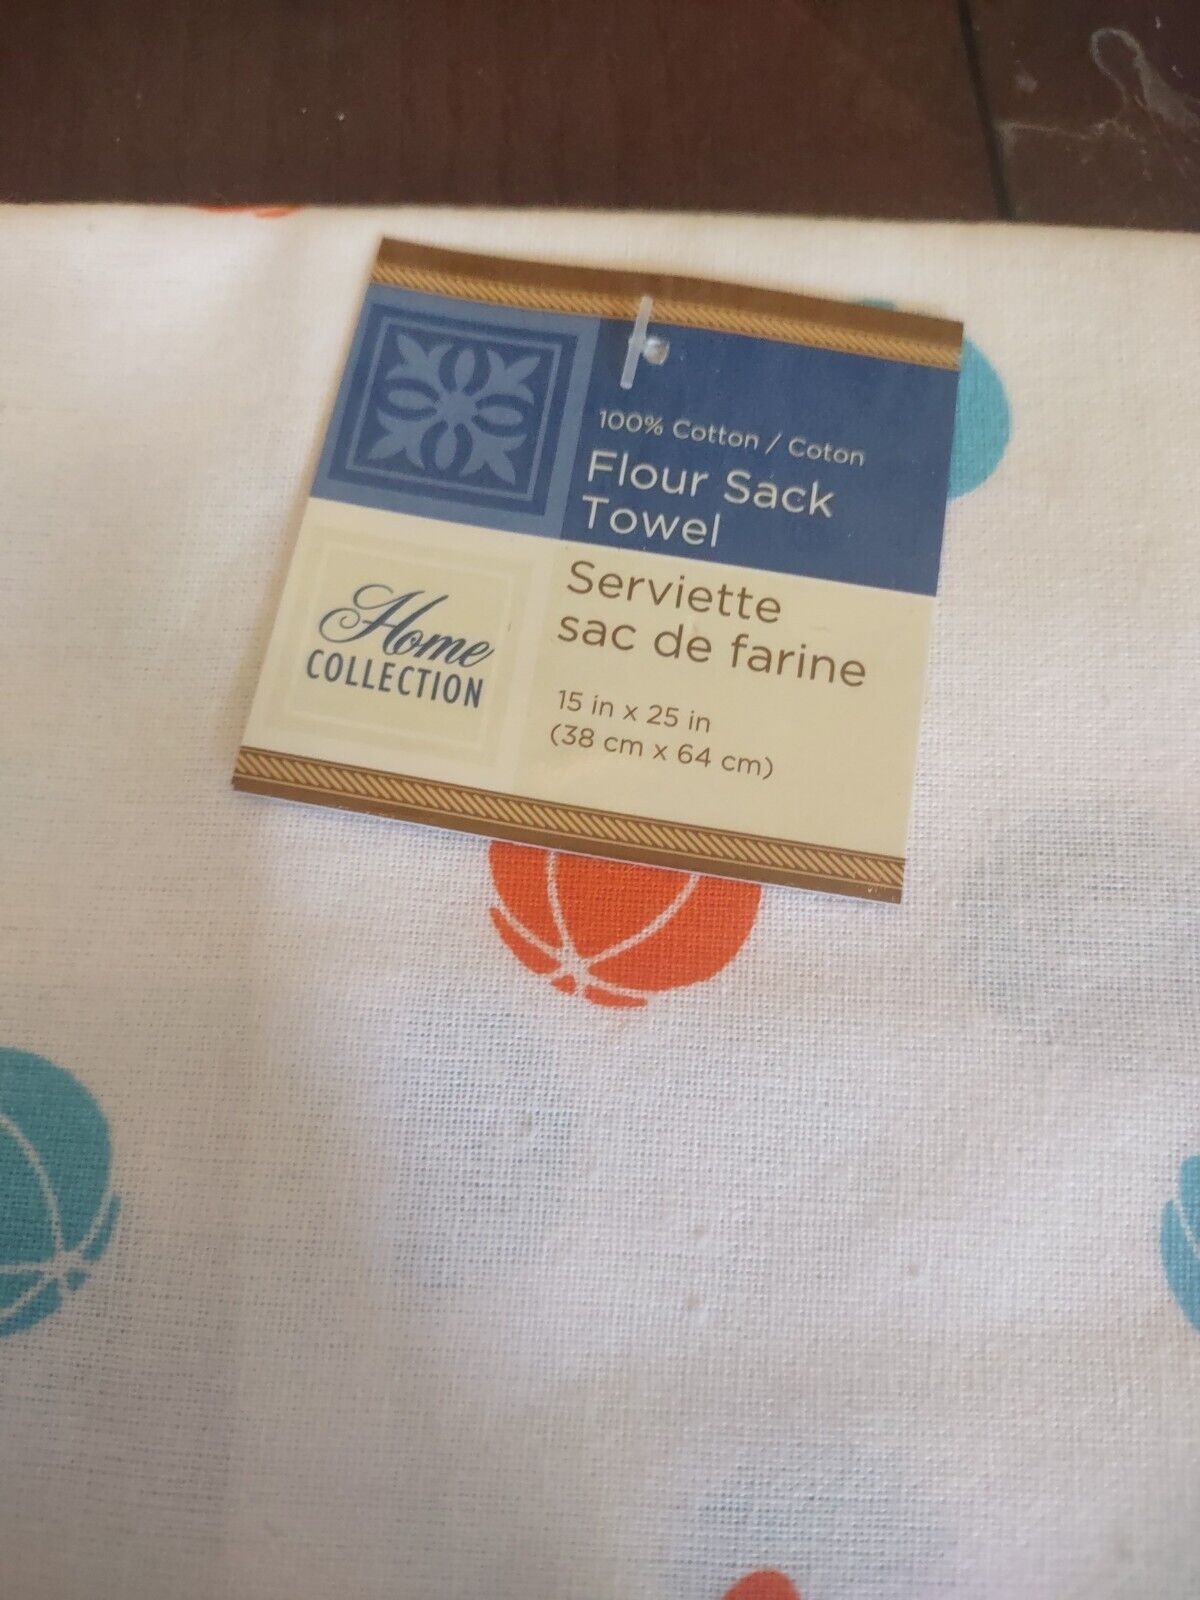 100% Cotton / Coton
Flour Sack
Towel
Serviette
sac de farine
15 in x 25 in
(38 cm x 64 cm)
Home
COLLECTION